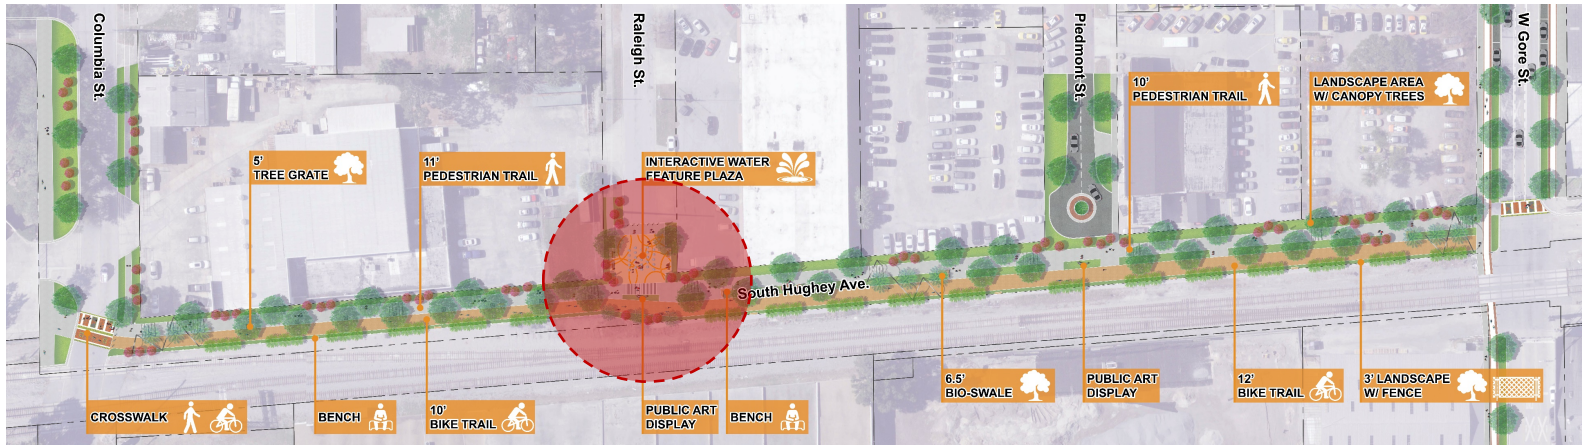 Columbia St.
Raleigh St.
Piedmont St.
W Gore St.
5'
TREE GRATE
11'
PEDESTRIAN TRAIL
INTERACTIVE WATER
FEATURE PLAZA
10'
PEDESTRIAN TRAIL
LANDSCAPE AREA
W/ CANOPY TREES
South Hughey Ave.
CROSSWALK
BENCH
10'
BIKE TRAIL
PUBLIC ART
DISPLAY
BENCH
6.5'
BIO-SWALE
PUBLIC ART
DISPLAY
12'
BIKE TRAIL
3' LANDSCAPE
W/ FENCE